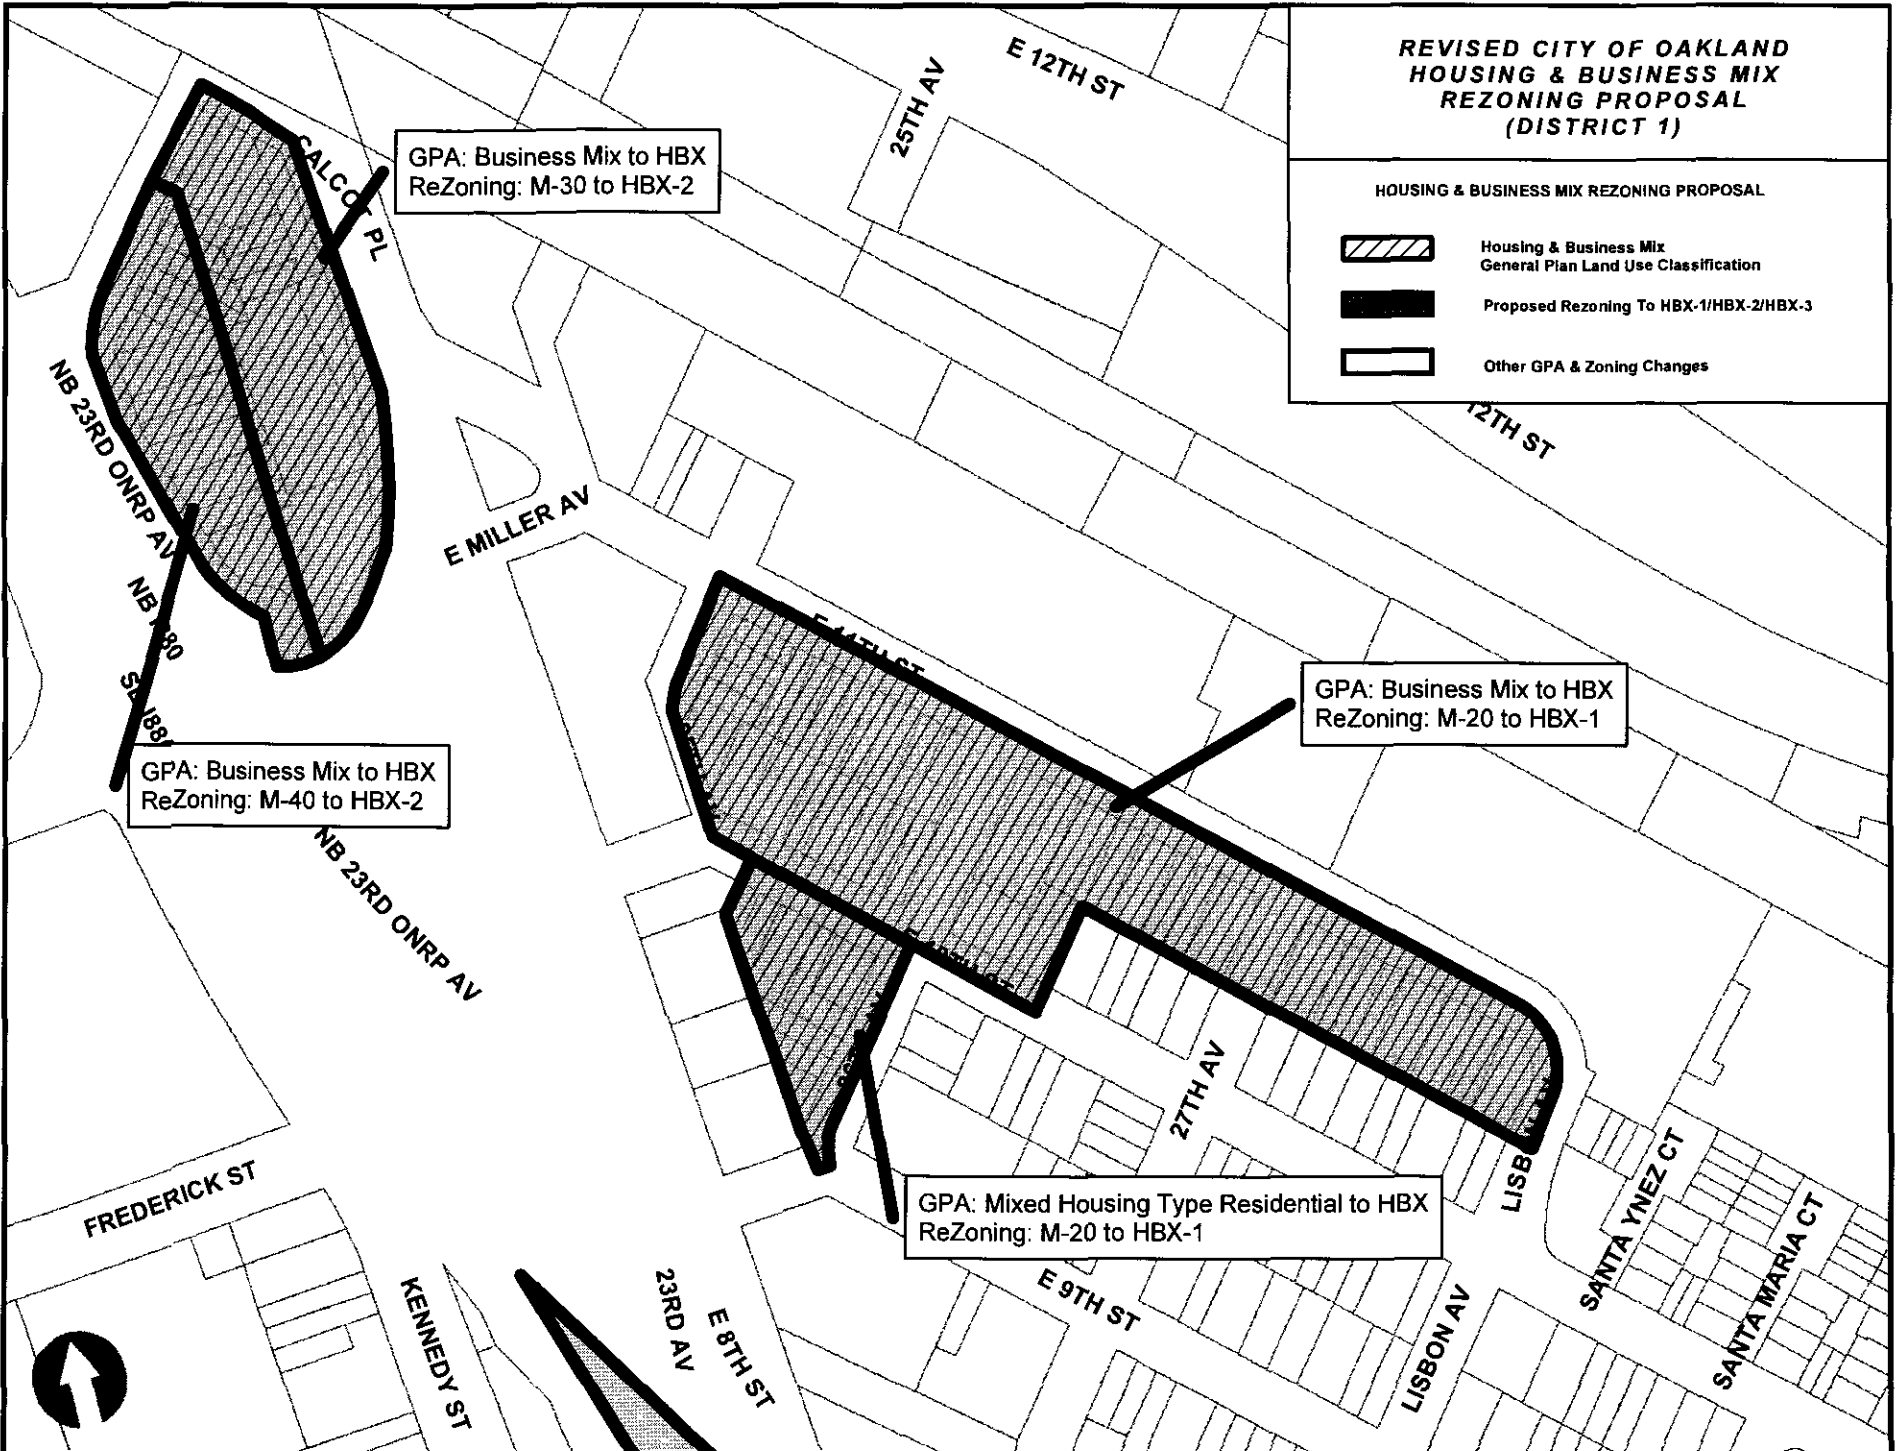 REVISED CITY OF OAKLAND
HOUSING & BUSINESS MIX
REZONING PROPOSAL
(DISTRICT 1)
HOUSING & BUSINESS MIX REZONING PROPOSAL
Housing & Business Mix
General Plan Land Use Classification
Proposed Rezoning To HBX-1/HBX-2/HBX-3
Other GPA & Zoning Changes
E 12TH ST
25TH AV
CALCOT PL
GPA: Business Mix to HBX
ReZoning: M-30 to HBX-2
12TH ST
NB 23RD ONRP AV
E MILLER AV
NB I880
E 11TH ST
GPA: Business Mix to HBX
ReZoning: M-20 to HBX-1
GPA: Business Mix to HBX
ReZoning: M-40 to HBX-2
NB 23RD ONRP AV
E 10TH ST
27TH AV
GPA: Mixed Housing Type Residential to HBX
ReZoning: M-20 to HBX-1
FREDERICK ST
KENNEDY ST
23RD AV
E 8TH ST
E 9TH ST
LISBON AV
SANTA YNEZ CT
SANTA MARIA CT